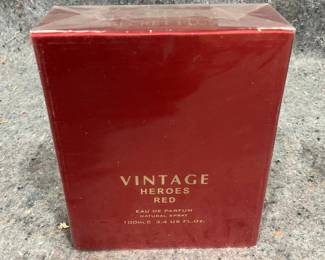 VINTAGE
HEROES
RED
EAU DE PARFUM
NATURAL SPRAY
100ML℮ 3.4 US FL.OZ.